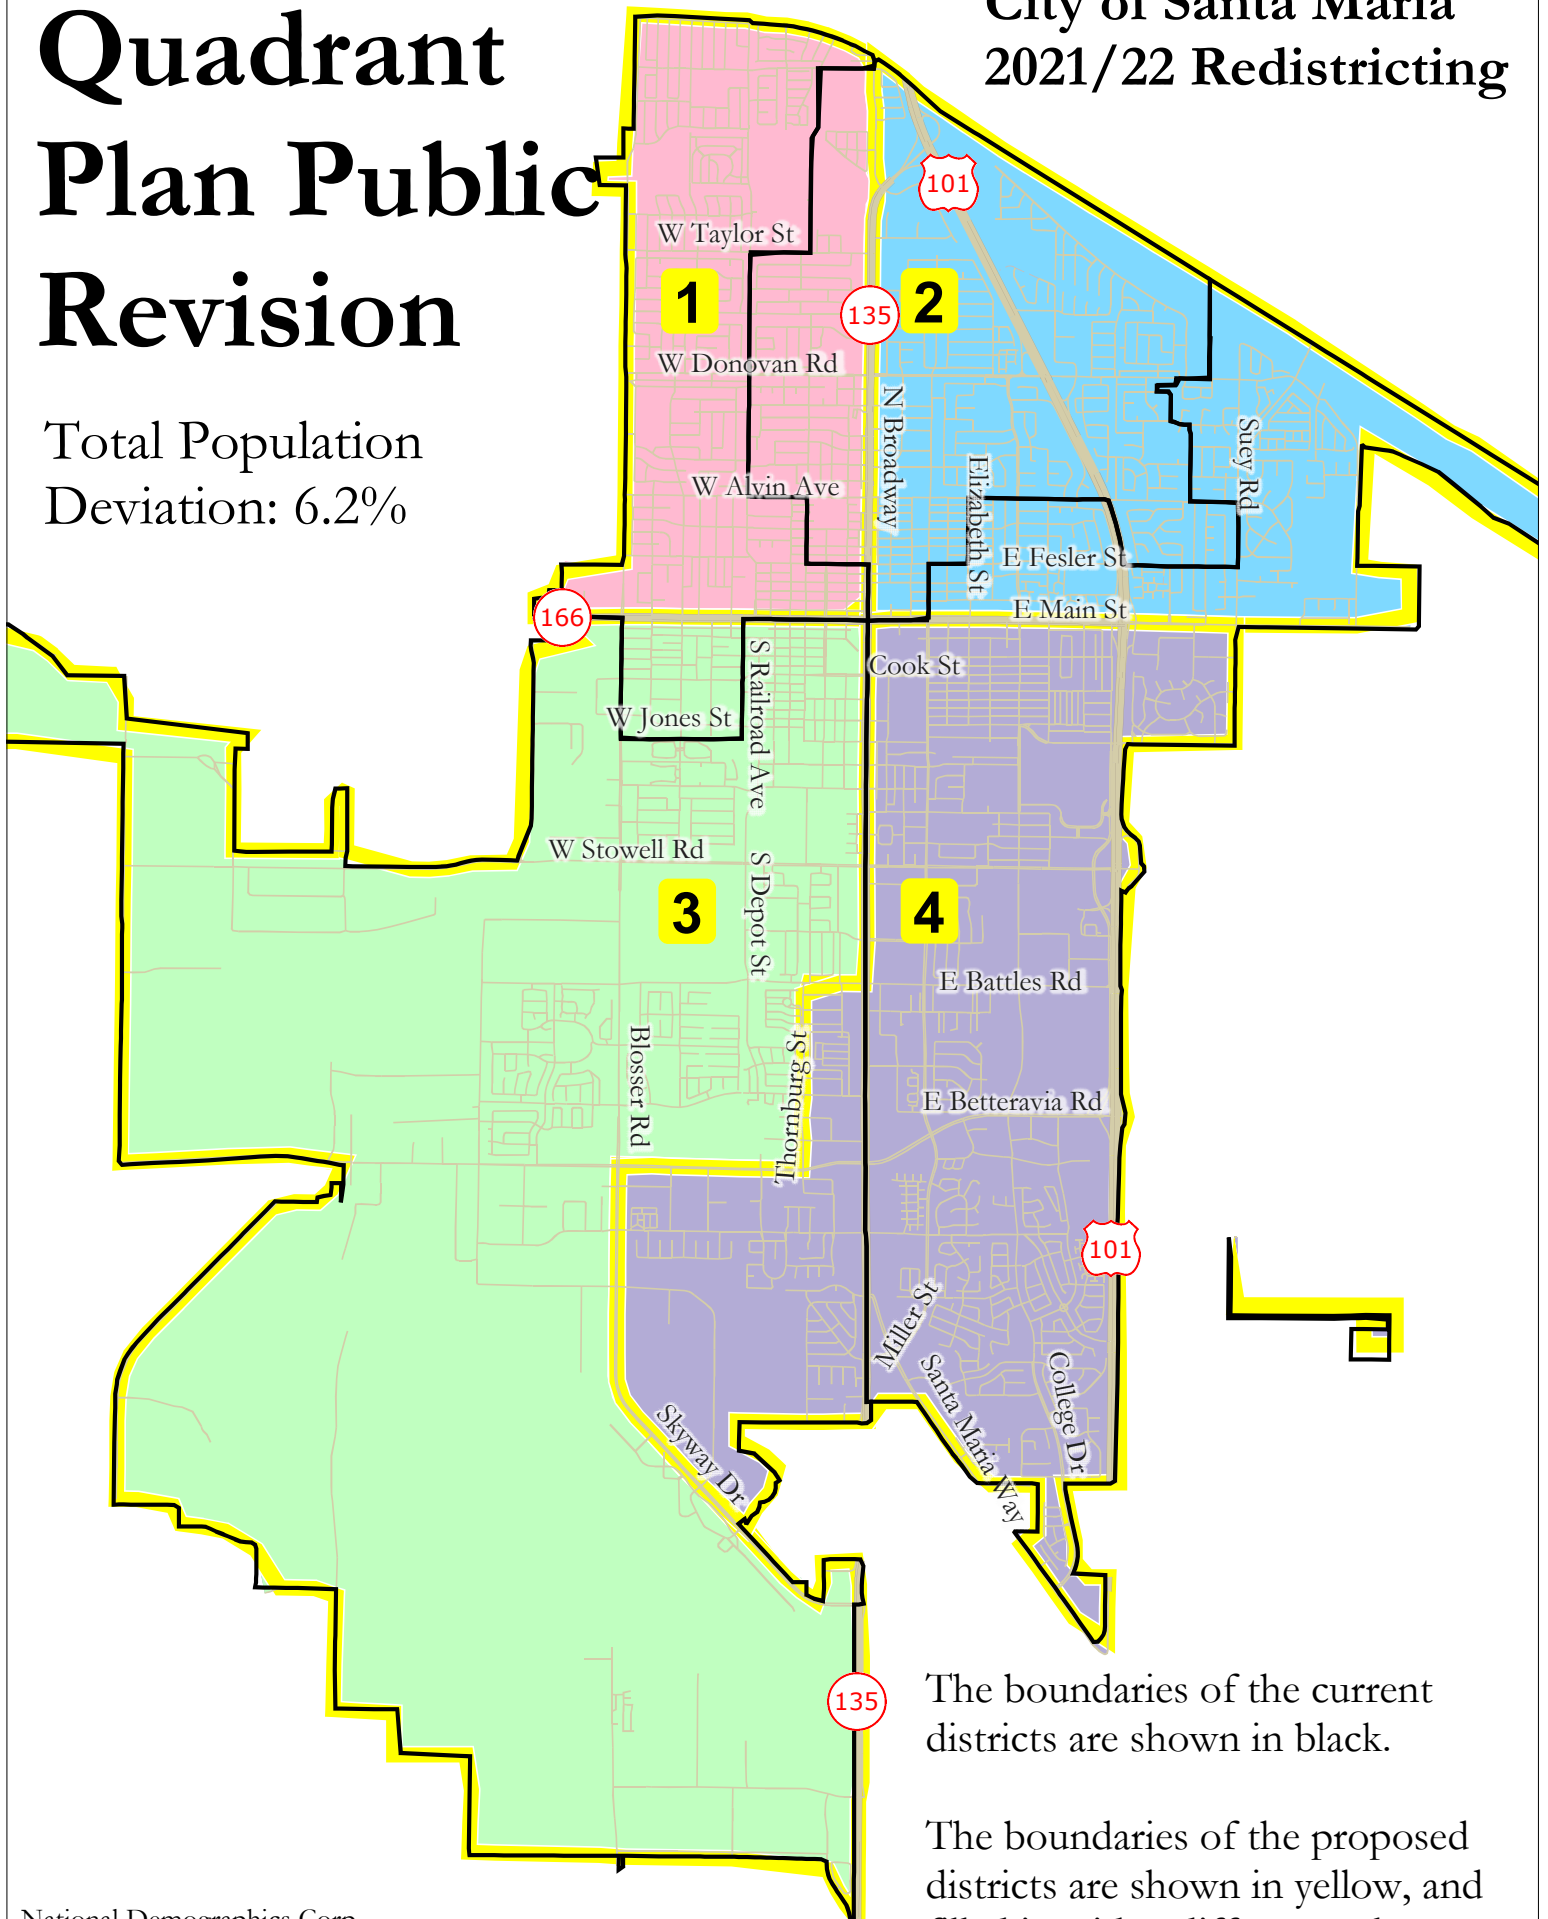 Quadrant
Plan Public
Revision
City of Santa Maria
2021/22 Redistricting
Total Population
Deviation: 6.2%
101
W Taylor St
1
135
2
W Donovan Rd
N Broadway
Suey Rd
Elizabeth St
W Alvin Ave
E Fesler St
166
E Main St
Cook St
S Railroad Ave
W Jones St
W Stowell Rd
S Depot St
3
4
E Battles Rd
Blosser Rd
Thornburg St
E Betteravia Rd
101
Miller St
Santa Maria Way
College Dr
Skyway Dr
135
The boundaries of the current
districts are shown in black.
The boundaries of the proposed
districts are shown in yellow, and
National Demographics Corp